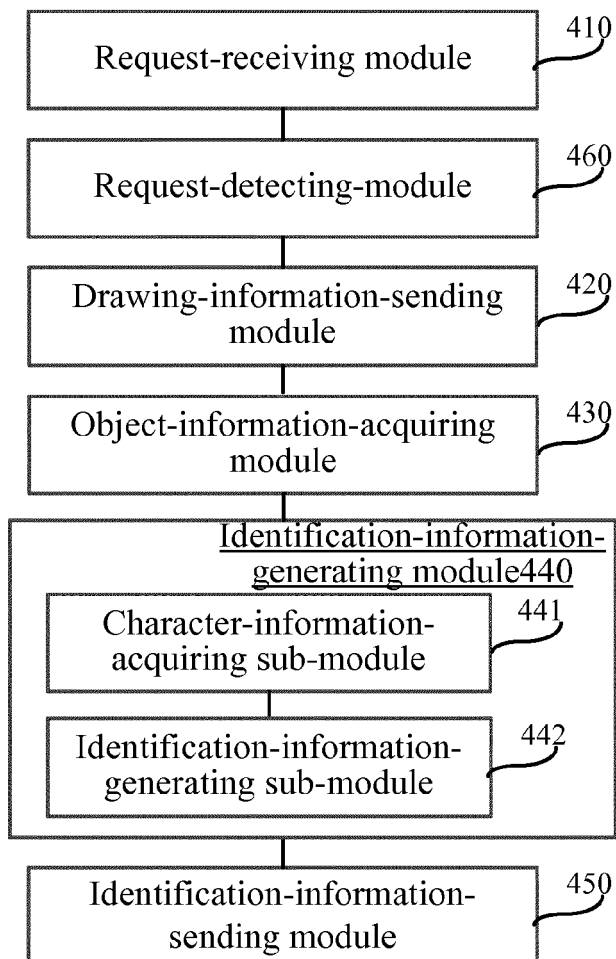 410
Request-receiving module
460
Request-detecting-module
420
Drawing-information-sending
module
430
Object-information-acquiring
module
Identification-information-
generating module440
441
Character-information-
acquiring sub-module
442
Identification-information-
generating sub-module
450
Identification-information-
sending module